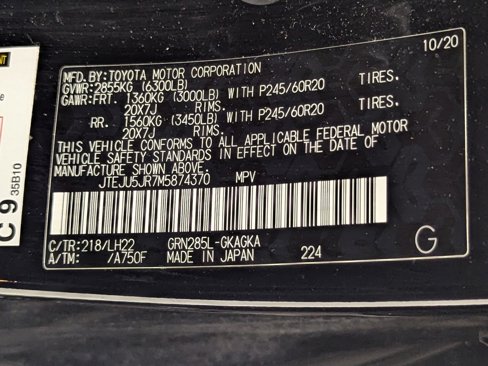 10/20
MFD.BY:TOYOTA MOTOR CORPORATION
GVWR:2855KG (6300LB)
GAWR:FRT. 1360KG (3000LB) WITH P245/60R20 TIRES.
20X7J RIMS.
RR. 1560KG (3450LB) WITH P245/60R20 TIRES.
20X7J RIMS.
THIS VEHICLE CONFORMS TO ALL APPLICABLE FEDERAL MOTOR
VEHICLE SAFETY STANDARDS IN EFFECT ON THE DATE OF
MANUFACTURE SHOWN ABOVE.
JTEJU5JR7M5874370 MPV
C/TR:218/LH22 GRN285L-GKAGKA
A/TM: /A750F MADE IN JAPAN 224
G
C 9 35B10